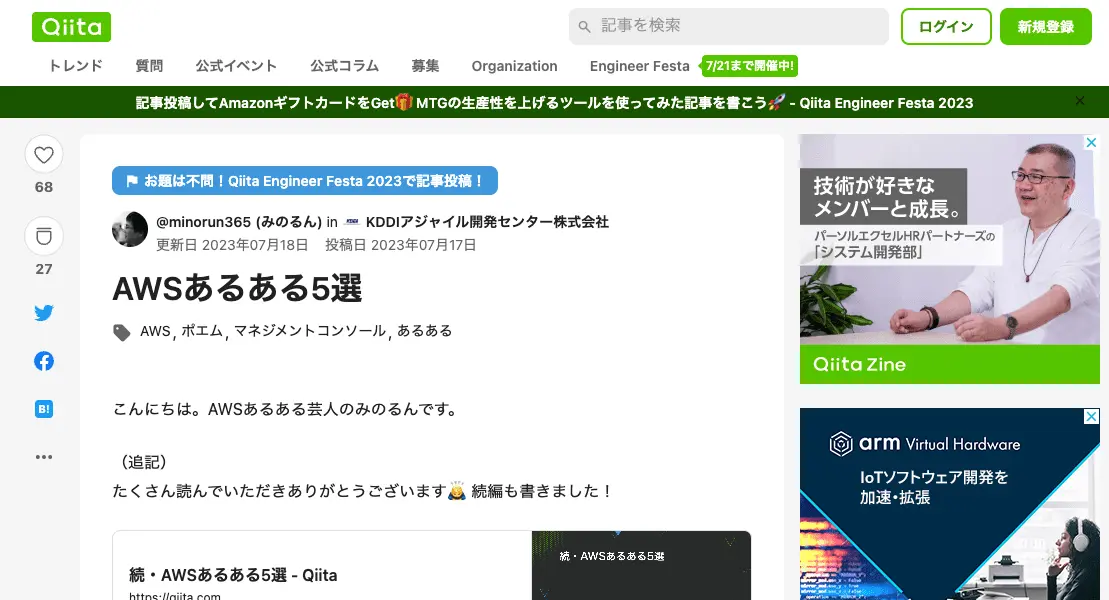 Qiita
記事を検索
ログイン
新規登録
トレンド 質問 公式イベント 公式コラム 募集 Organization Engineer Festa 7/21まで開催中!
記事投稿してAmazonギフトカードをGet🎁MTGの生産性を上げるツールを使ってみた記事を書こう🚀 - Qiita Engineer Festa 2023
68
27
B!
お題は不問！Qiita Engineer Festa 2023で記事投稿！
@minorun365 (みのるん) in KDDIアジャイル開発センター株式会社
更新日 2023年07月18日 投稿日 2023年07月17日
AWSあるある5選
AWS, ポエム, マネジメントコンソール, あるある
こんにちは。AWSあるある芸人のみのるんです。
（追記）
たくさん読んでいただきありがとうございます🙇 続編も書きました！
続・AWSあるある5選 - Qiita
https://qiita.com
続・AWSあるある5選
技術が好きな
メンバーと成長。
パーソルエクセルHRパートナーズの
「システム開発部」
Qiita Zine
arm Virtual Hardware
IoTソフトウェア開発を
加速・拡張